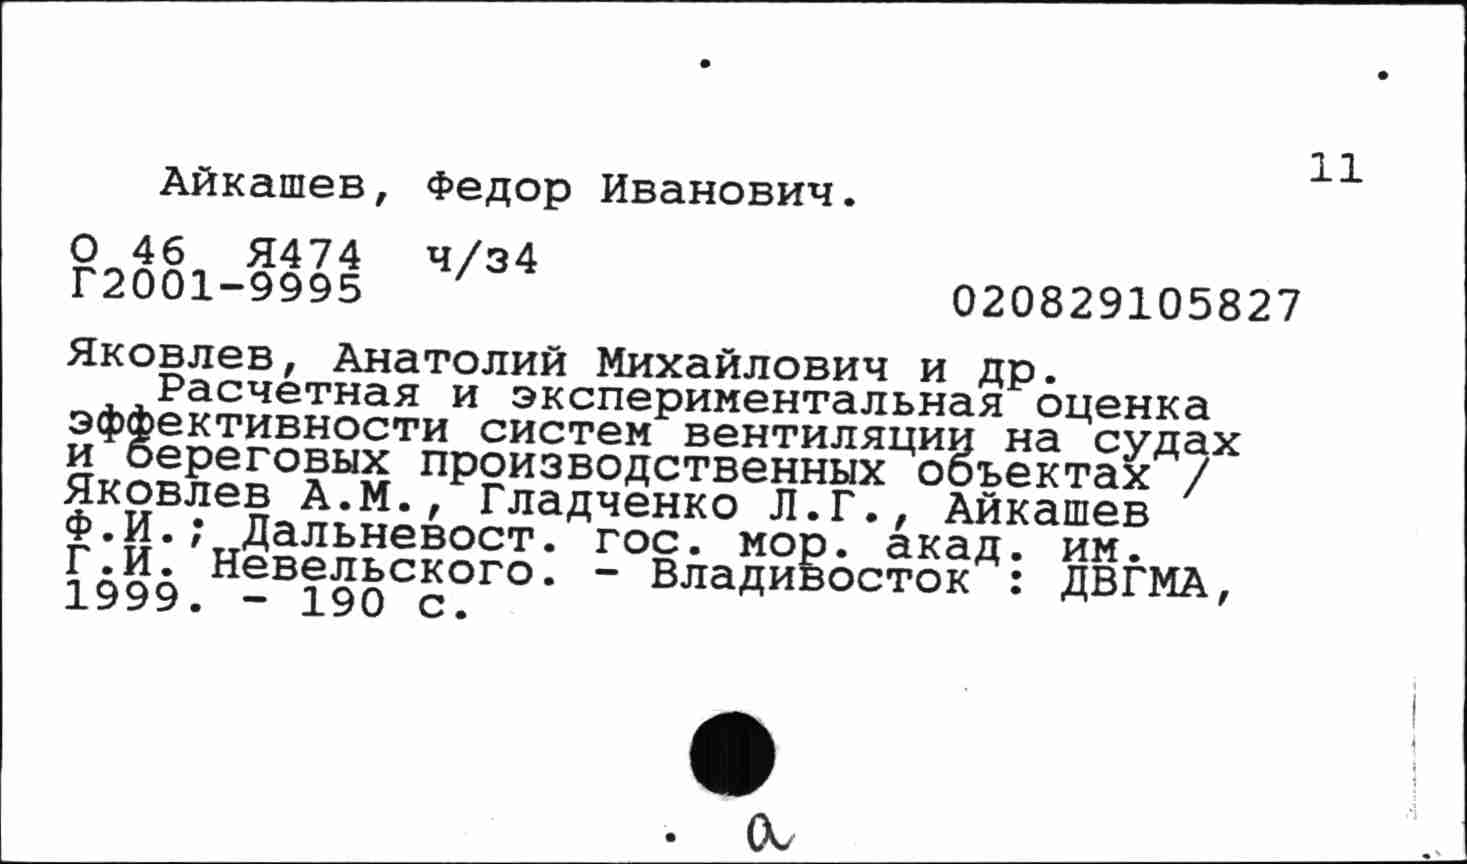 11
Айкашев, Федор Иванович.
О 46 Я474 ч/з4
Г2001-9995
020829105827
Яковлев, Анатолий Михайлович и др.
Расчетная и экспериментальная оценка
эффективности систем вентиляции на судах
и береговых производственных объектах /
Яковлев А.М., Гладченко Л.Г., Айкашев
Ф.И.; Дальневост. гос. мор. акад. им.
Г.И. Невельского. - Владивосток : ДВГМА,
1999. - 190 с.
а